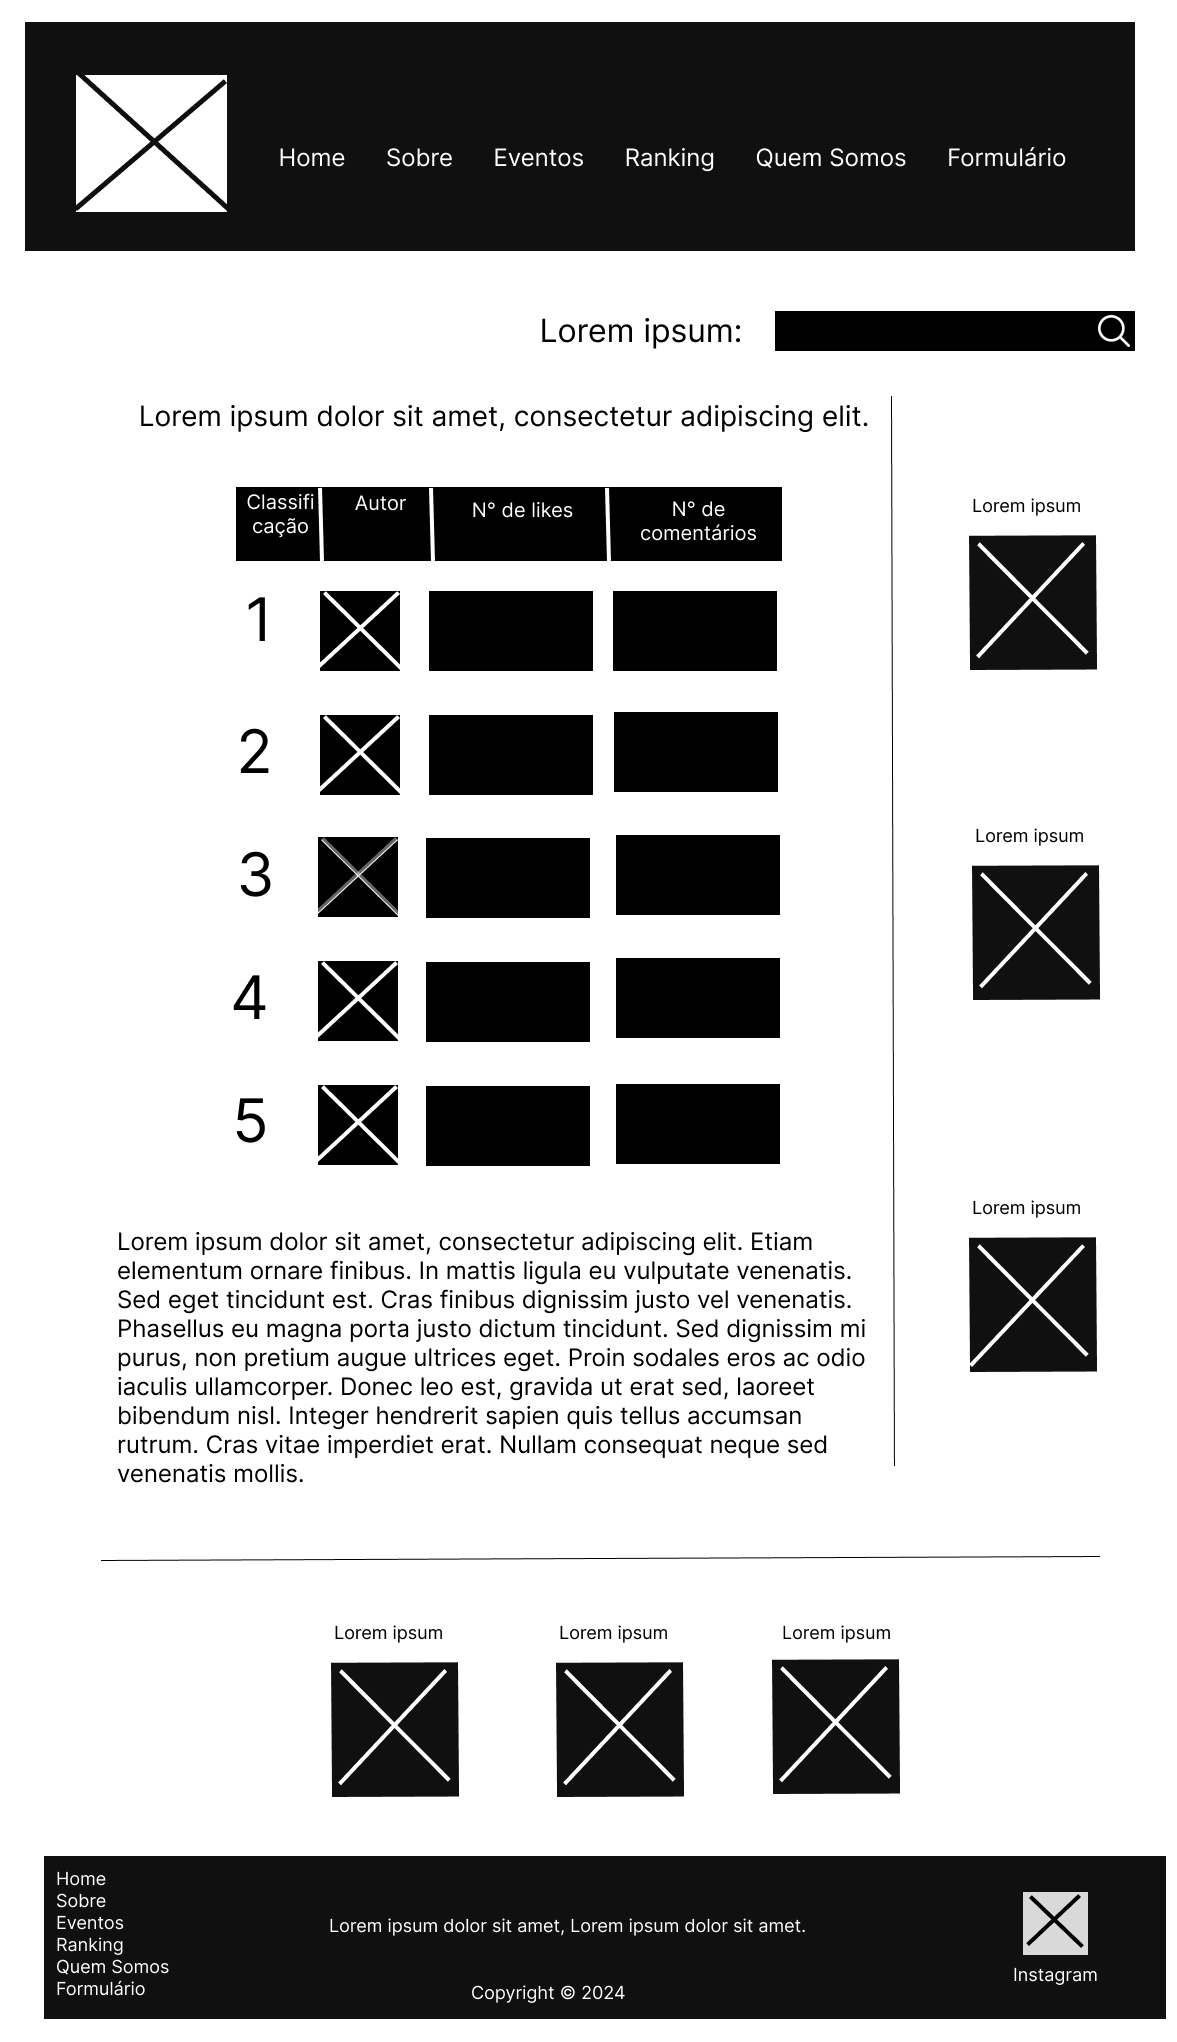 Home Sobre Eventos Ranking Quem Somos Formulário
Lorem ipsum:
Lorem ipsum dolor sit amet, consectetur adipiscing elit.
Classifi
cação
Autor
N° de likes
N° de
comentários
1
2
3
4
5
Lorem ipsum
Lorem ipsum
Lorem ipsum
Lorem ipsum dolor sit amet, consectetur adipiscing elit. Etiam
elementum ornare finibus. In mattis ligula eu vulputate venenatis.
Sed eget tincidunt est. Cras finibus dignissim justo vel venenatis.
Phasellus eu magna porta justo dictum tincidunt. Sed dignissim mi
purus, non pretium augue ultrices eget. Proin sodales eros ac odio
iaculis ullamcorper. Donec leo est, gravida ut erat sed, laoreet
bibendum nisl. Integer hendrerit sapien quis tellus accumsan
rutrum. Cras vitae imperdiet erat. Nullam consequat neque sed
venenatis mollis.
Lorem ipsum
Lorem ipsum
Lorem ipsum
Home
Sobre
Eventos
Ranking
Quem Somos
Formulário
Lorem ipsum dolor sit amet, Lorem ipsum dolor sit amet.
Copyright © 2024
Instagram